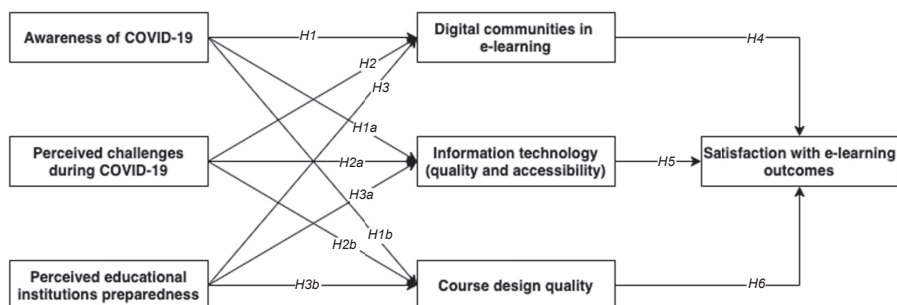 Awareness of COVID-19
H1
Digital communities in
e-learning
H4
H2
H3
H1a
Perceived challenges
during COVID-19
H2a
Information technology
(quality and accessibility)
H5
Satisfaction with e-learning
outcomes
H3a
H1b
H2b
Perceived educational
institutions preparedness
H3b
Course design quality
H6